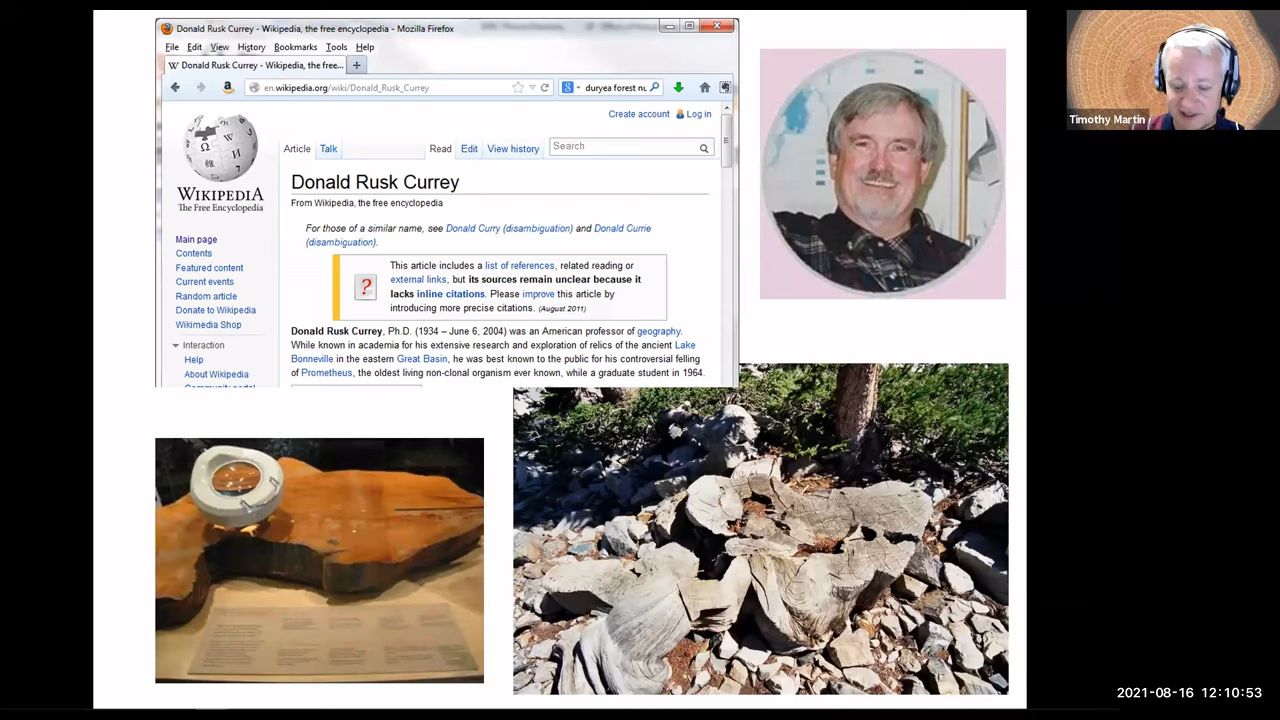 Donald Rusk Currey - Wikipedia, the free encyclopedia - Mozilla Firefox
File Edit View History Bookmarks Tools Help
Donald Rusk Currey - Wikipedia, the free...
en.wikipedia.org/wiki/Donald_Rusk_Currey
duryea forest nu
Create account Log in
Article Talk Read Edit View history Search
WIKIPEDIA
The Free Encyclopedia
Main page
Contents
Featured content
Current events
Random article
Donate to Wikipedia
Wikimedia Shop
Interaction
Help
About Wikipedia
Community portal
Donald Rusk Currey
From Wikipedia, the free encyclopedia
For those of a similar name, see Donald Curry (disambiguation) and Donald Currie
(disambiguation).
This article includes a list of references, related reading or
external links, but its sources remain unclear because it
lacks inline citations. Please improve this article by
introducing more precise citations. (August 2011)
Donald Rusk Currey, Ph.D. (1934 – June 6, 2004) was an American professor of geography.
While known in academia for his extensive research and exploration of relics of the ancient Lake
Bonneville in the eastern Great Basin, he was best known to the public for his controversial felling
of Prometheus, the oldest living non-clonal organism ever known, while a graduate student in 1964.
Timothy Martin
2021-08-16 12:10:53